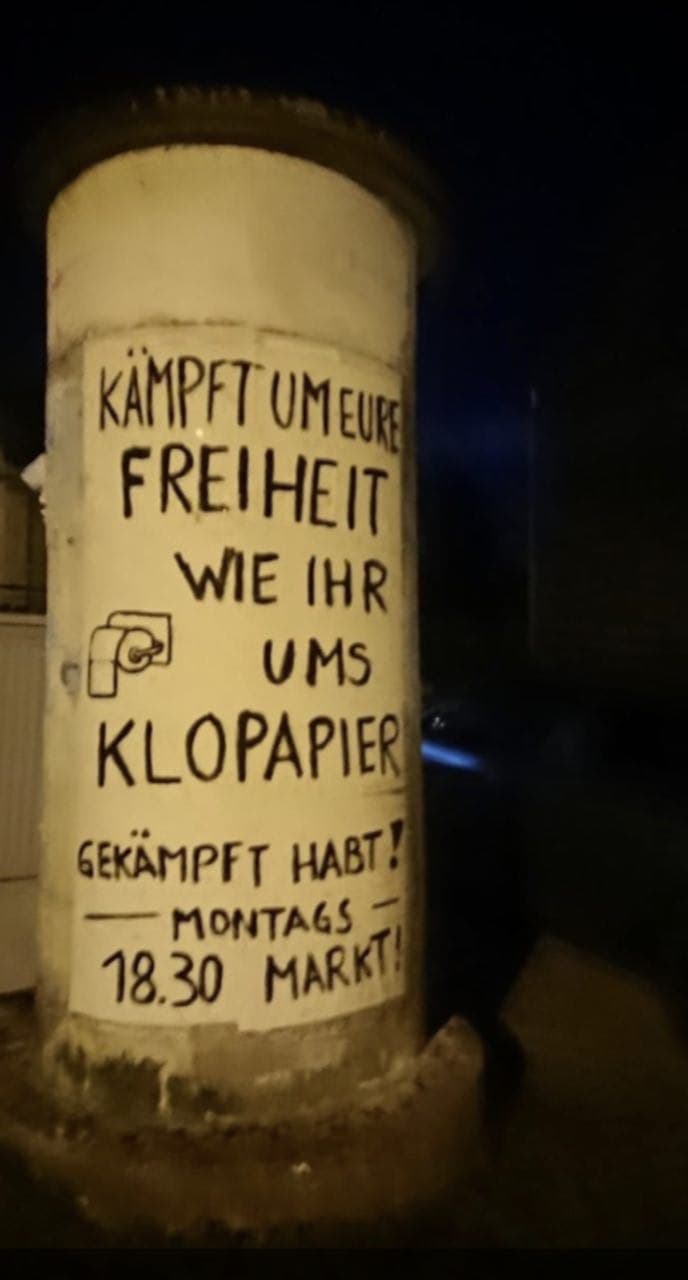 KÄMPFT UM EURE
FREIHEIT
WIE IHR
UMS
KLOPAPIER
GEKÄMPFT HABT!
— MONTAGS —
18.30 MARKT!